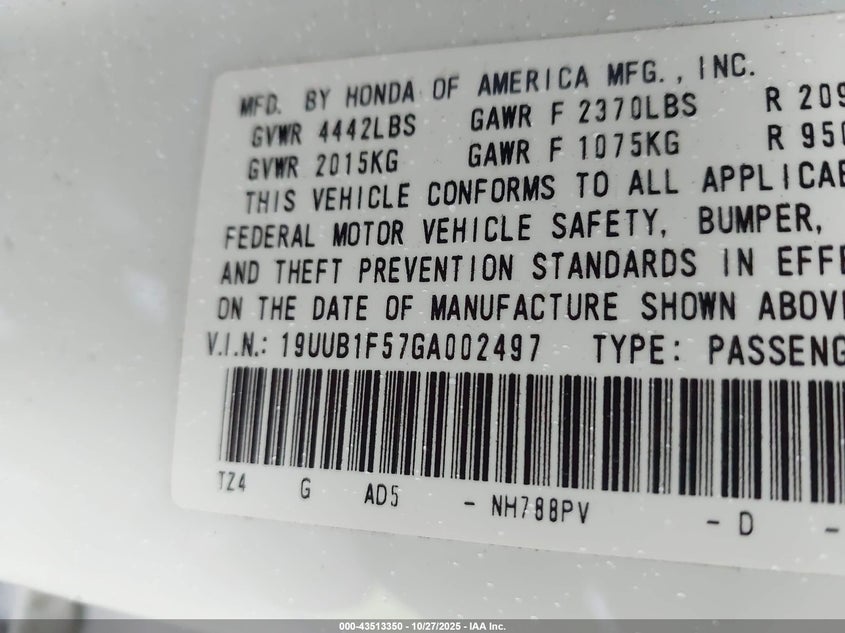 MFD. BY HONDA OF AMERICA MFG., INC.
GVWR 4442LBS GAWR F 2370LBS R 209
GVWR 2015KG GAWR F 1075KG R 950
THIS VEHICLE CONFORMS TO ALL APPLICAB
FEDERAL MOTOR VEHICLE SAFETY, BUMPER,
AND THEFT PREVENTION STANDARDS IN EFFE
ON THE DATE OF MANUFACTURE SHOWN ABOVE
V.I.N.: 19UUB1F57GA002497 TYPE: PASSENG
TZ4 G AD5 - NH788PV - D -
000-43513350 | 10/27/2025 - IAA Inc.